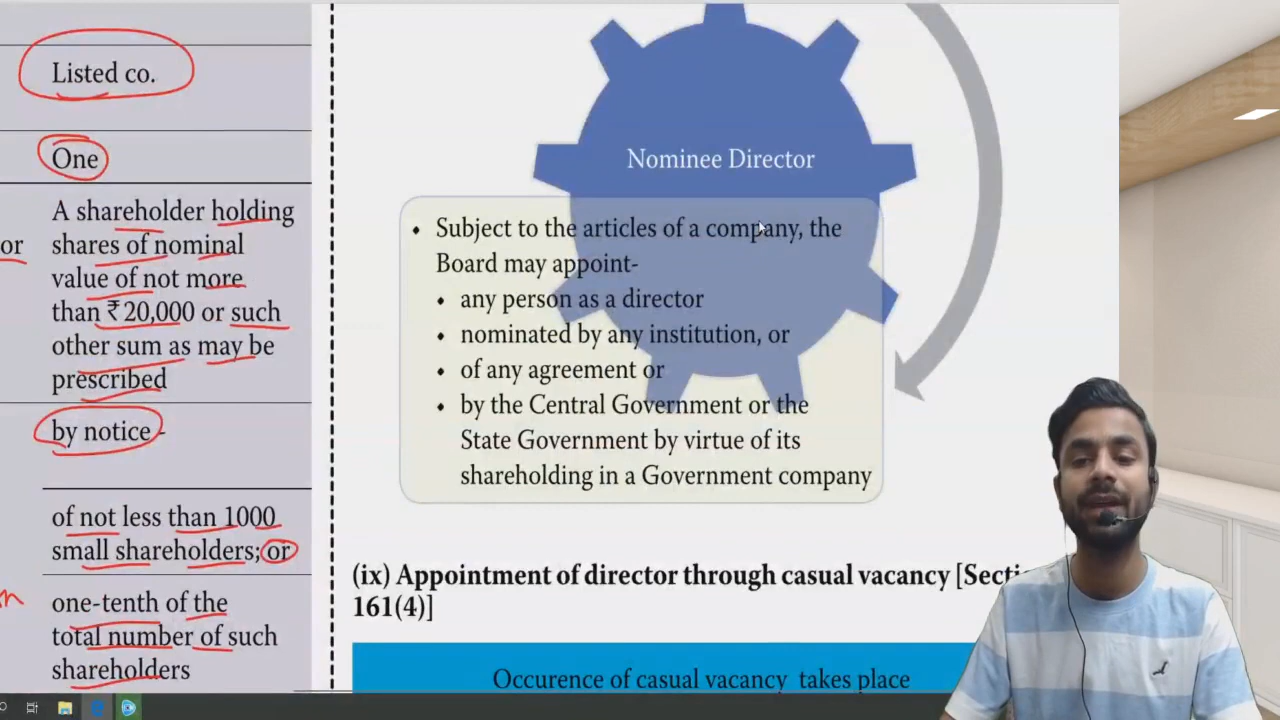 Listed co.
One
A shareholder holding
or
shares of nominal
value of not more
than ₹ 20,000 or such
other sum as may be
prescribed
by notice -
of not less than 1000
small shareholders; or
one-tenth of the
total number of such
shareholders
Nominee Director
• Subject to the articles of a company, the
Board may appoint-
♦ any person as a director
♦ nominated by any institution, or
♦ of any agreement or
♦ by the Central Government or the
State Government by virtue of its
shareholding in a Government company
(ix) Appointment of director through casual vacancy
161(4)]
Occurence of casual vacancy takes place